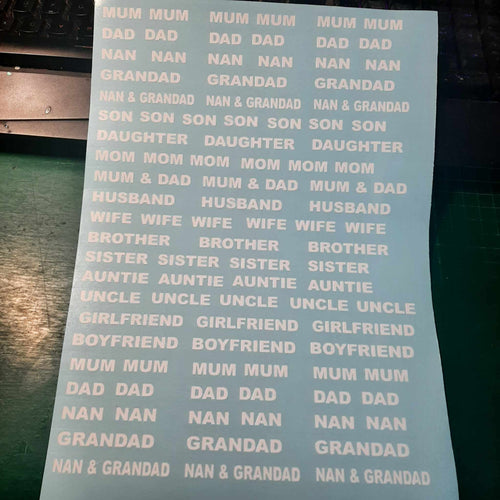 MUM MUM MUM MUM MUM MUM
DAD DAD DAD DAD DAD DAD
NAN NAN NAN NAN NAN NAN
GRANDAD GRANDAD GRANDAD
NAN & GRANDAD NAN & GRANDAD NAN & GRANDAD
SON SON SON SON SON SON SON
DAUGHTER DAUGHTER DAUGHTER
MOM MOM MOM MOM MOM MOM
MUM & DAD MUM & DAD MUM & DAD
HUSBAND HUSBAND HUSBAND
WIFE WIFE WIFE WIFE WIFE WIFE
BROTHER BROTHER BROTHER
SISTER SISTER SISTER SISTER
AUNTIE AUNTIE AUNTIE AUNTIE
UNCLE UNCLE UNCLE UNCLE UNCLE
GIRLFRIEND GIRLFRIEND GIRLFRIEND
BOYFRIEND BOYFRIEND BOYFRIEND
MUM MUM MUM MUM MUM MUM
DAD DAD DAD DAD DAD DAD
NAN NAN NAN NAN NAN NAN
GRANDAD GRANDAD GRANDAD
NAN & GRANDAD NAN & GRANDAD NAN & GRANDAD